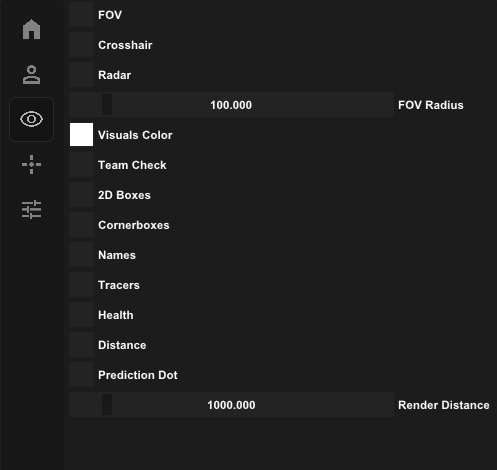 FOV
Crosshair
Radar
100.000 FOV Radius
Visuals Color
Team Check
2D Boxes
Cornerboxes
Names
Tracers
Health
Distance
Prediction Dot
1000.000 Render Distance